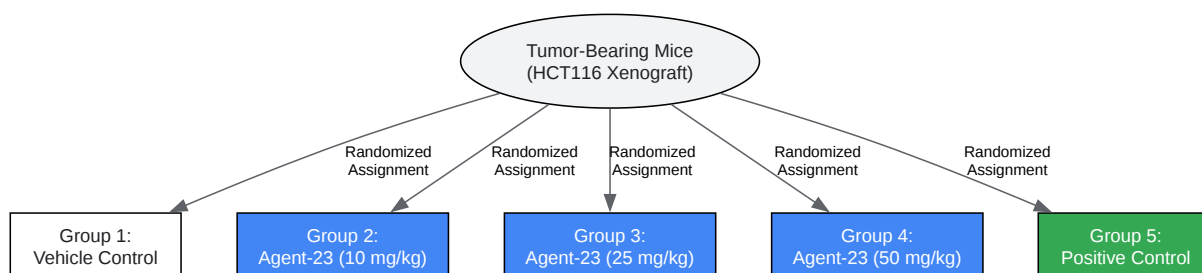 Tumor-Bearing Mice
(HCT116 Xenograft)
Randomized
Assignment
Randomized
Assignment
Randomized
Assignment
Randomized
Assignment
Randomized
Assignment
Group 1:
Vehicle Control
Group 2:
Agent-23 (10 mg/kg)
Group 3:
Agent-23 (25 mg/kg)
Group 4:
Agent-23 (50 mg/kg)
Group 5:
Positive Control